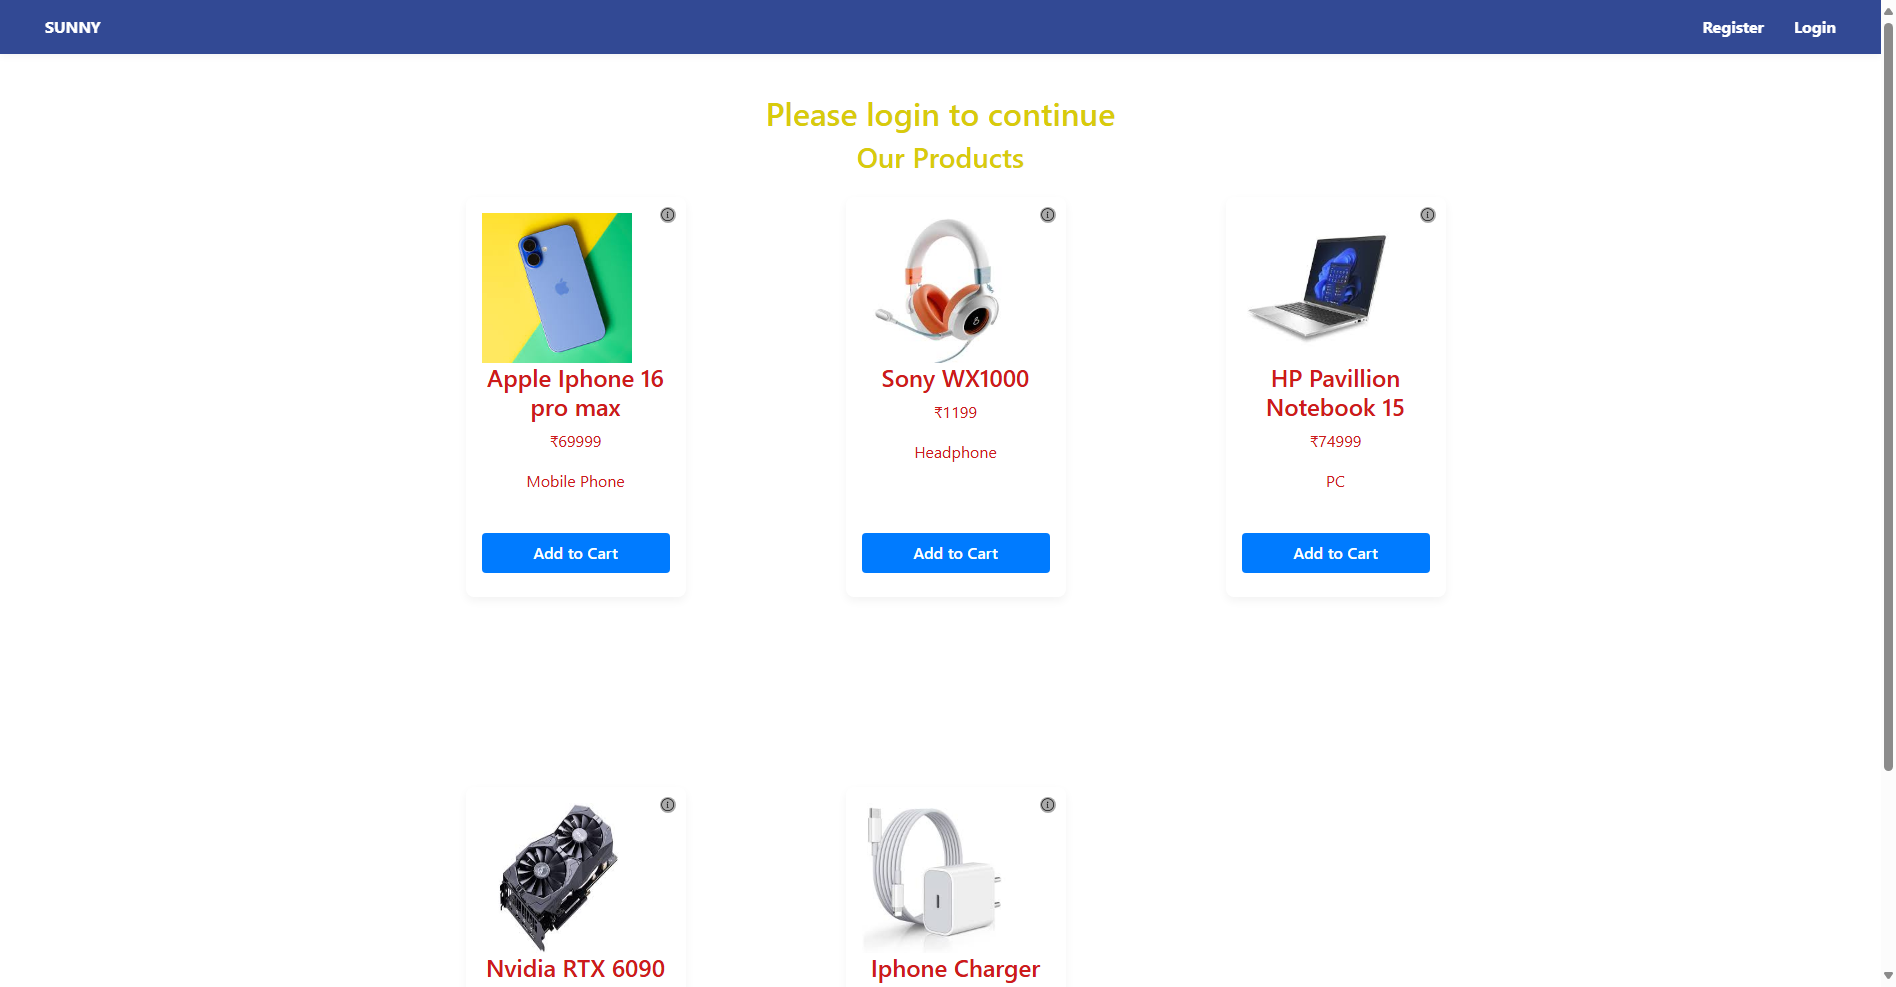 SUNNY
Register
Login
Please login to continue
Our Products
Apple Iphone 16
pro max
₹69999
Mobile Phone
Add to Cart
Sony WX1000
₹1199
Headphone
Add to Cart
HP Pavillion
Notebook 15
₹74999
PC
Add to Cart
Nvidia RTX 6090
Iphone Charger